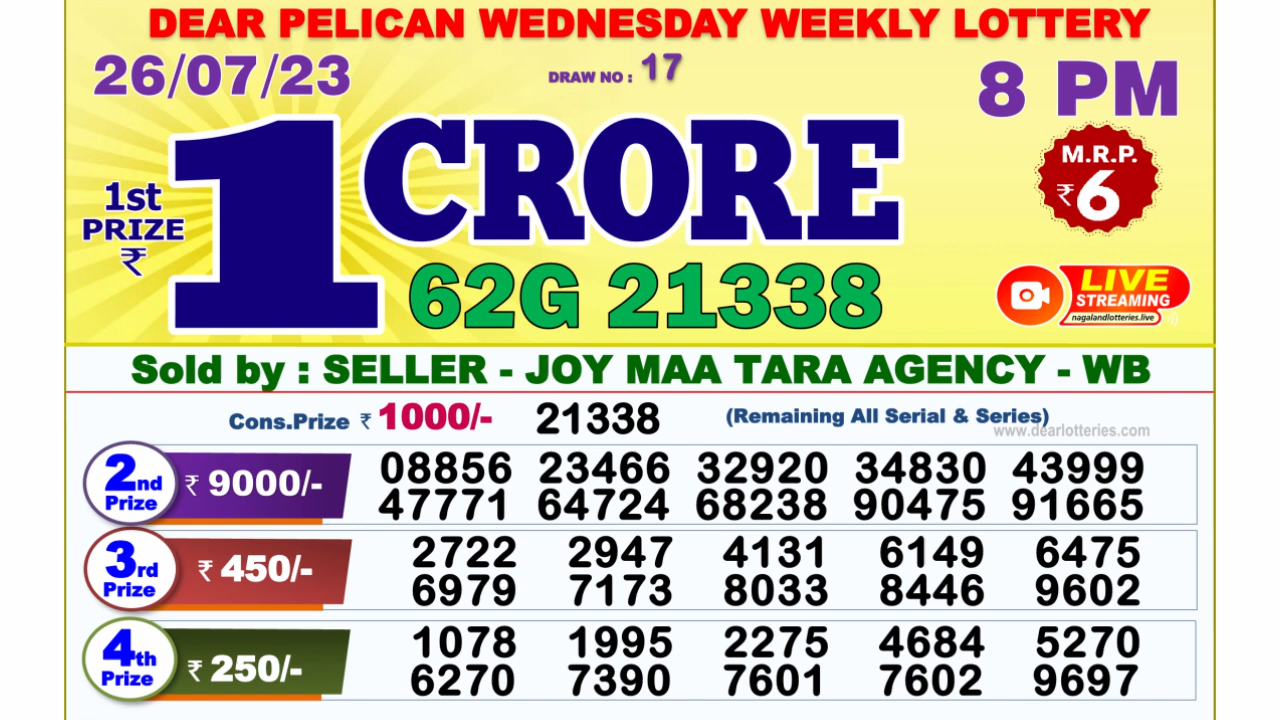 DEAR PELICAN WEDNESDAY WEEKLY LOTTERY
26/07/23
DRAW NO : 17
8 PM
1st PRIZE ₹
1 CRORE
M.R.P.
₹ 6
62G 21338
LIVE
STREAMING
nagalandlotteries.live
Sold by : SELLER - JOY MAA TARA AGENCY - WB
Cons.Prize ₹ 1000/- 21338 (Remaining All Serial & Series)
www.dearlotteries.com
2nd Prize ₹ 9000/-
08856 23466 32920 34830 43999
47771 64724 68238 90475 91665
3rd Prize ₹ 450/-
2722 2947 4131 6149 6475
6979 7173 8033 8446 9602
4th Prize ₹ 250/-
1078 1995 2275 4684 5270
6270 7390 7601 7602 9697